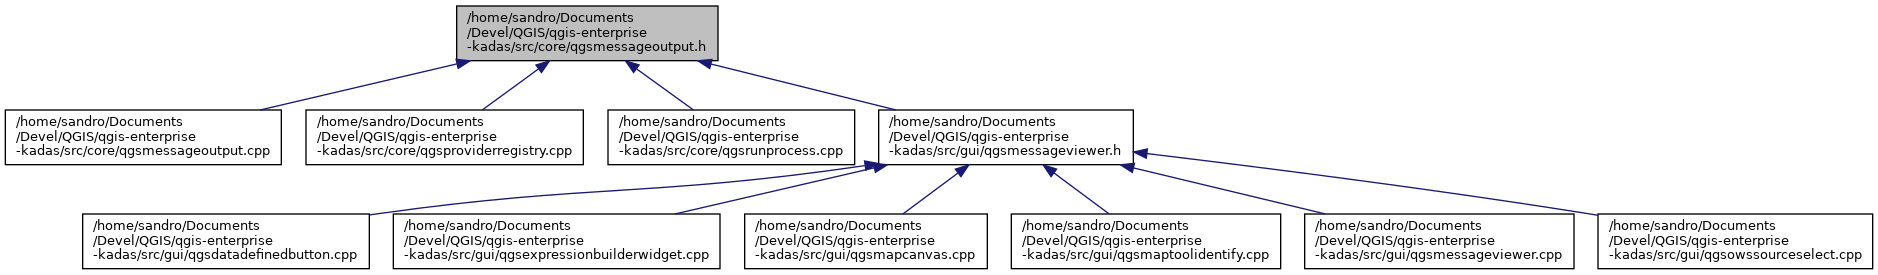 /home/sandro/Documents
/Devel/QGIS/qgis-enterprise
-kadas/src/core/qgsmessageoutput.h
/home/sandro/Documents
/Devel/QGIS/qgis-enterprise
-kadas/src/core/qgsmessageoutput.cpp
/home/sandro/Documents
/Devel/QGIS/qgis-enterprise
-kadas/src/core/qgsproviderregistry.cpp
/home/sandro/Documents
/Devel/QGIS/qgis-enterprise
-kadas/src/core/qgsrunprocess.cpp
/home/sandro/Documents
/Devel/QGIS/qgis-enterprise
-kadas/src/gui/qgsmessageviewer.h
/home/sandro/Documents
/Devel/QGIS/qgis-enterprise
-kadas/src/gui/qgsdatadefinedbutton.cpp
/home/sandro/Documents
/Devel/QGIS/qgis-enterprise
-kadas/src/gui/qgsexpressionbuilderwidget.cpp
/home/sandro/Documents
/Devel/QGIS/qgis-enterprise
-kadas/src/gui/qgsmapcanvas.cpp
/home/sandro/Documents
/Devel/QGIS/qgis-enterprise
-kadas/src/gui/qgsmaptoolidentify.cpp
/home/sandro/Documents
/Devel/QGIS/qgis-enterprise
-kadas/src/gui/qgsmessageviewer.cpp
/home/sandro/Documents
/Devel/QGIS/qgis-enterprise
-kadas/src/gui/qgsowssourceselect.cpp